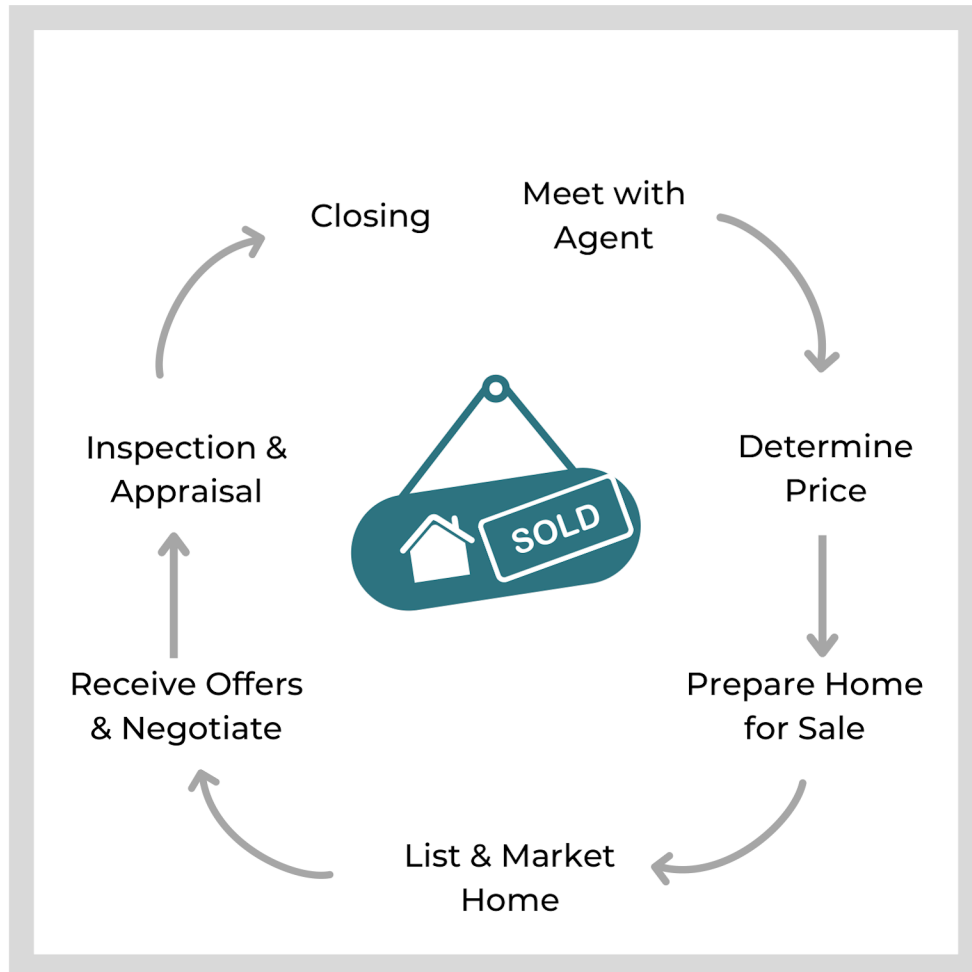 Closing
Meet with
Agent
Determine
Price
Prepare Home
for Sale
List & Market
Home
Receive Offers
& Negotiate
Inspection &
Appraisal
SOLD